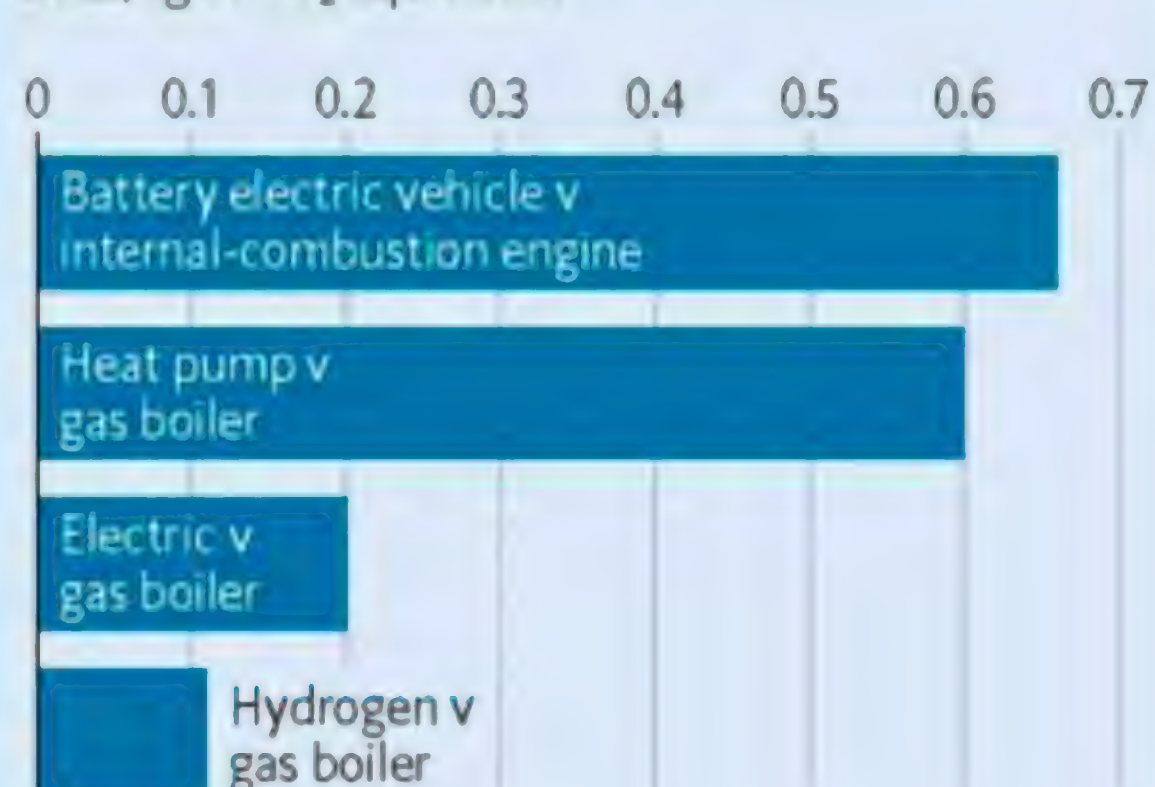 0 0.1 0.2 0.3 0.4 0.5 0.6 0.7
Battery electric vehicle v
internal-combustion engine
Heat pump v
gas boiler
Electric v
gas boiler
Hydrogen v
gas boiler